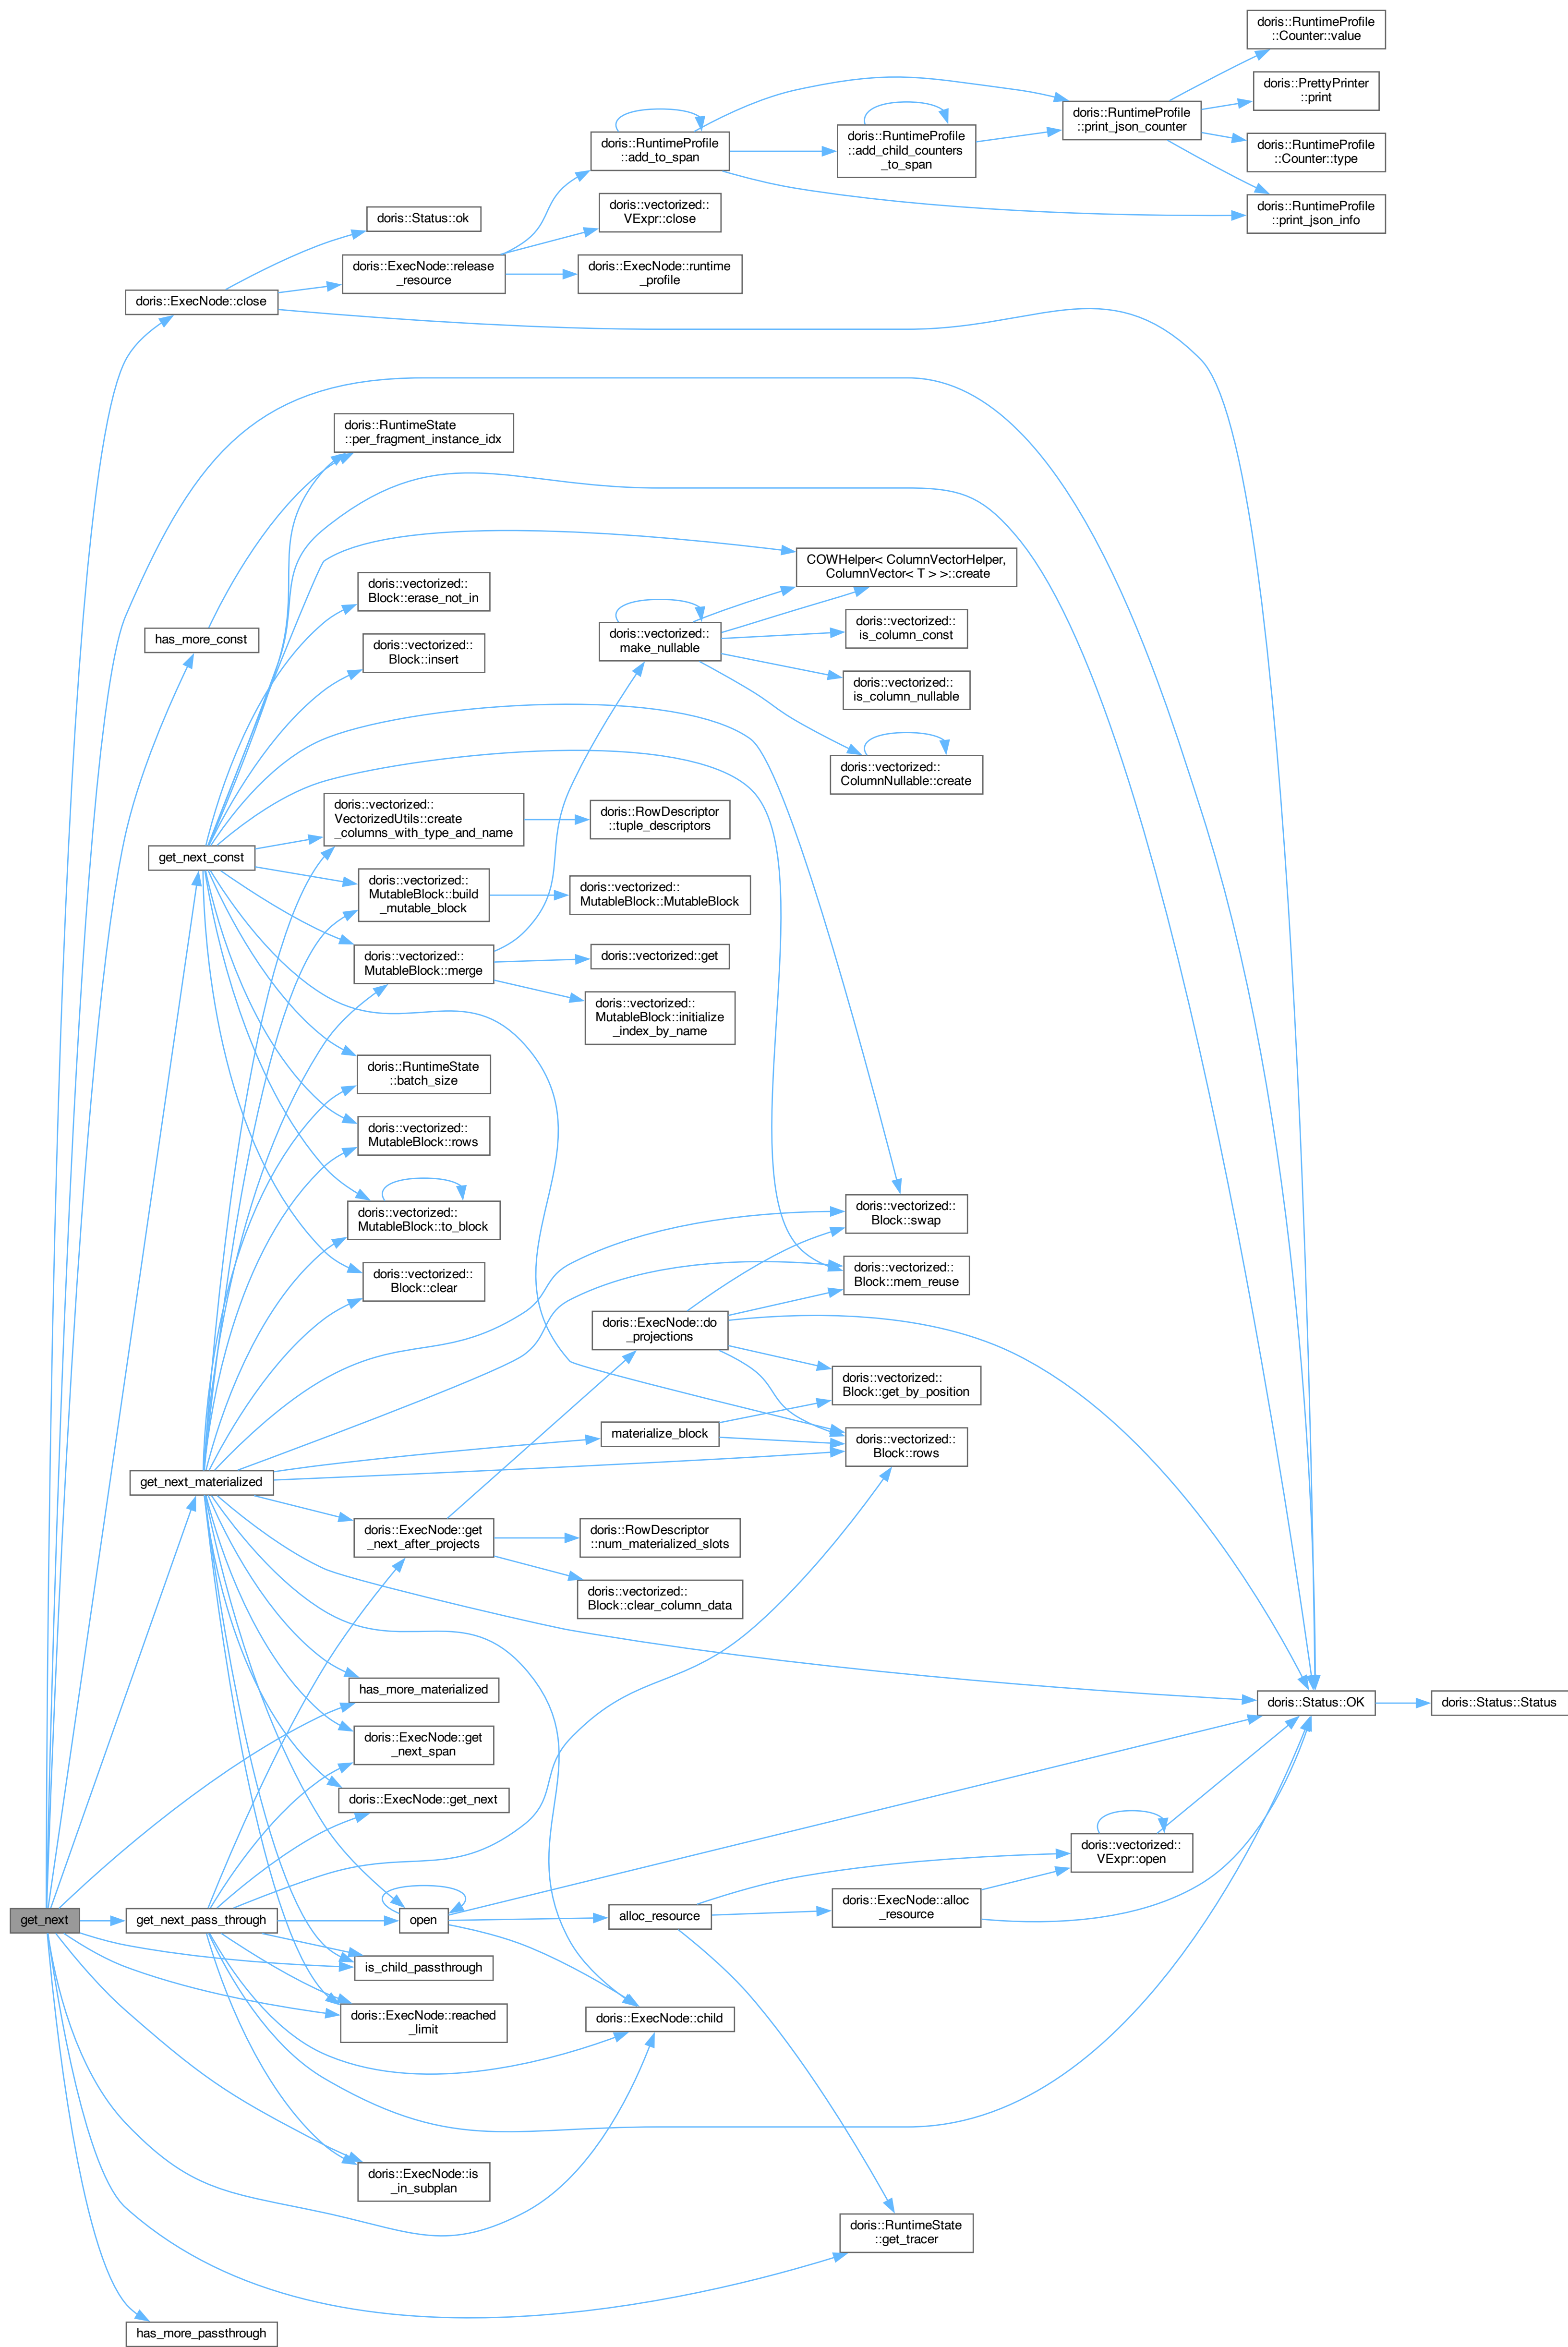 doris::RuntimeProfile
::Counter::value
doris::PrettyPrinter
::print
doris::RuntimeProfile
::print_json_counter
doris::RuntimeProfile
::add_to_span
doris::RuntimeProfile
::add_child_counters
_to_span
doris::RuntimeProfile
::Counter::type
doris::RuntimeProfile
::print_json_info
doris::Status::ok
doris::vectorized::
VExpr::close
doris::ExecNode::release
_resource
doris::ExecNode::runtime
_profile
doris::ExecNode::close
doris::RuntimeState
::per_fragment_instance_idx
COWHelper< ColumnVectorHelper,
ColumnVector< T > >::create
doris::vectorized::
Block::erase_not_in
has_more_const
doris::vectorized::
make_nullable
doris::vectorized::
is_column_const
doris::vectorized::
Block::insert
doris::vectorized::
is_column_nullable
doris::vectorized::
ColumnNullable::create
doris::vectorized::
VectorizedUtils::create
_columns_with_type_and_name
doris::RowDescriptor
::tuple_descriptors
get_next_const
doris::vectorized::
MutableBlock::build
_mutable_block
doris::vectorized::
MutableBlock::MutableBlock
doris::vectorized::
MutableBlock::merge
doris::vectorized::get
doris::vectorized::
MutableBlock::initialize
_index_by_name
doris::RuntimeState
::batch_size
doris::vectorized::
MutableBlock::rows
doris::vectorized::
MutableBlock::to_block
doris::vectorized::
Block::swap
doris::vectorized::
Block::clear
doris::vectorized::
Block::mem_reuse
doris::ExecNode::do
_projections
doris::vectorized::
Block::get_by_position
materialize_block
doris::vectorized::
Block::rows
get_next_materialized
doris::ExecNode::get
_next_after_projects
doris::RowDescriptor
::num_materialized_slots
doris::vectorized::
Block::clear_column_data
has_more_materialized
doris::Status::OK
doris::Status::Status
doris::ExecNode::get
_next_span
doris::ExecNode::get_next
doris::vectorized::
VExpr::open
get_next
get_next_pass_through
open
alloc_resource
doris::ExecNode::alloc
_resource
is_child_passthrough
doris::ExecNode::reached
_limit
doris::ExecNode::child
doris::ExecNode::is
_in_subplan
doris::RuntimeState
::get_tracer
has_more_passthrough